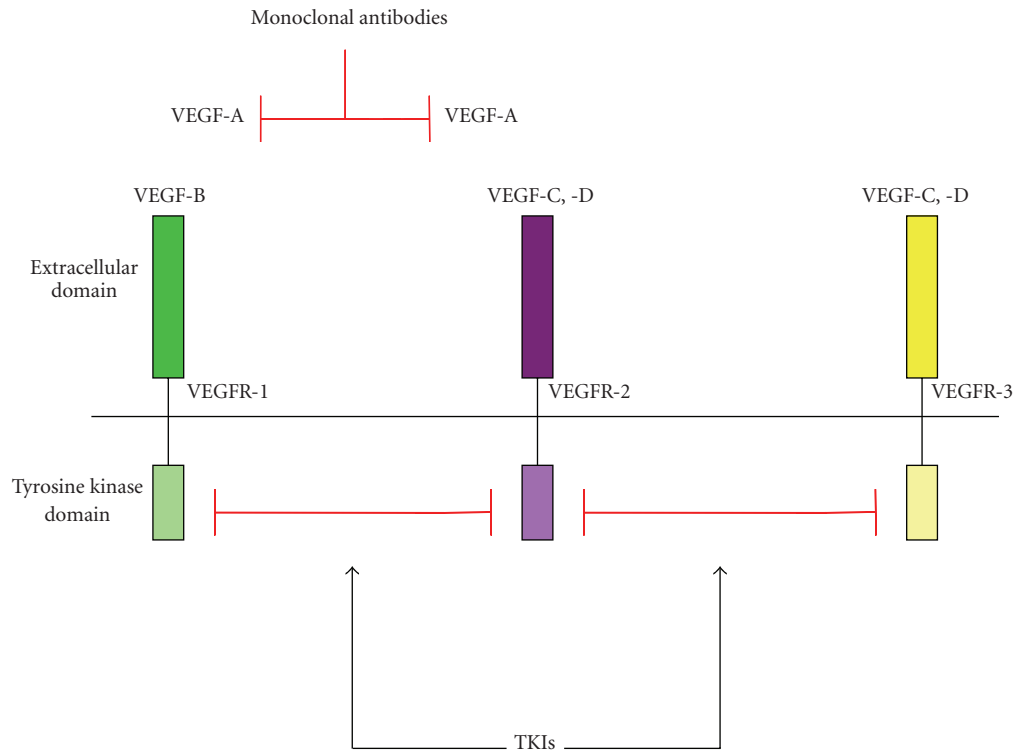 Monoclonal antibodies
VEGF-A
VEGF-A
VEGF-B
VEGF-C, -D
VEGF-C, -D
Extracellular
domain
VEGFR-1
VEGFR-2
VEGFR-3
Tyrosine kinase
domain
TKIs